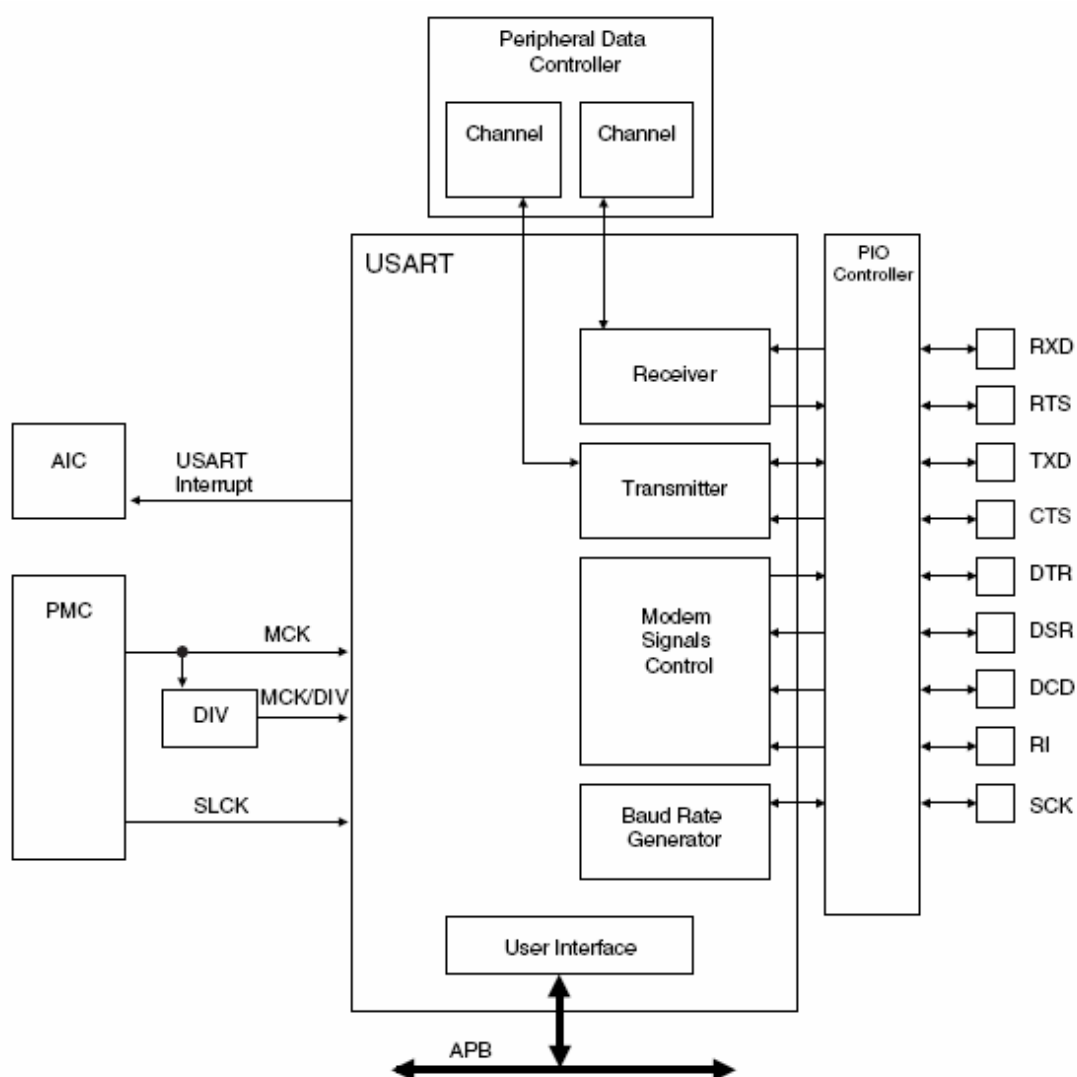 Peripheral Data
Controller
Channel
Channel
USART
PIO
Controller
Receiver
RXD
RTS
AIC
USART
Interrupt
Transmitter
TXD
CTS
PMC
MCK
DIV
MCK/DIV
SLCK
Modem
Signals
Control
DTR
DSR
DCD
RI
Baud Rate
Generator
SCK
User Interface
APB